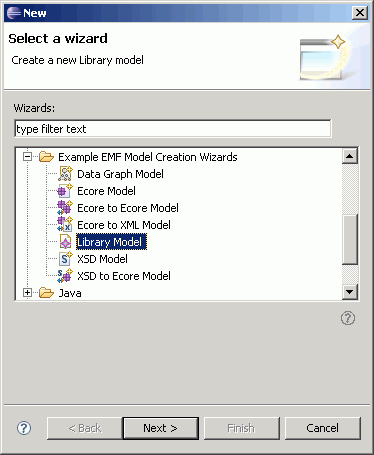 New
Select a wizard
Create a new Library model
Wizards:
type filter text
Example EMF Model Creation Wizards
Data Graph Model
Ecore Model
Ecore to Ecore Model
Ecore to XML Model
Library Model
XSD Model
XSD to Ecore Model
Java
< Back
Next >
Finish
Cancel